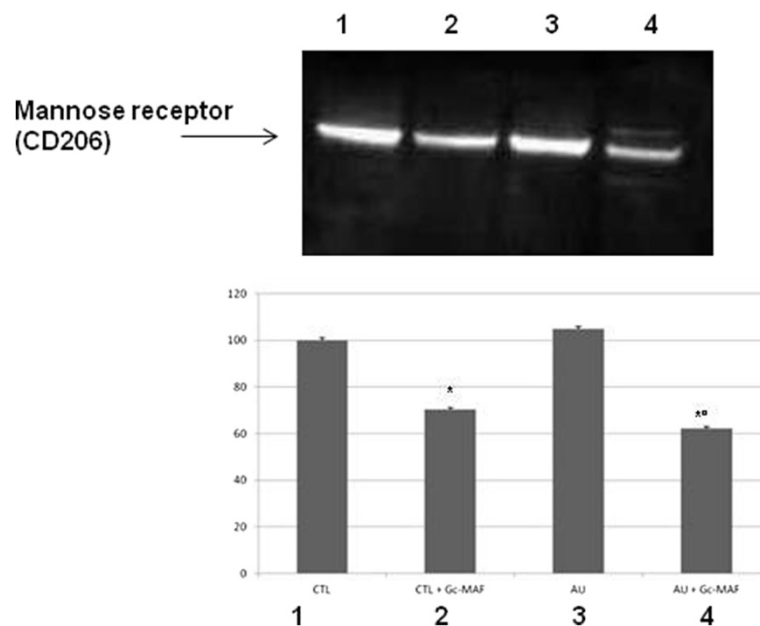 1 2 3 4
Mannose receptor
(CD206)
120
100
80
60
40
20
0
*
*¤
CTL CTL + Gc-MAF AU AU + Gc-MAF
1 2 3 4